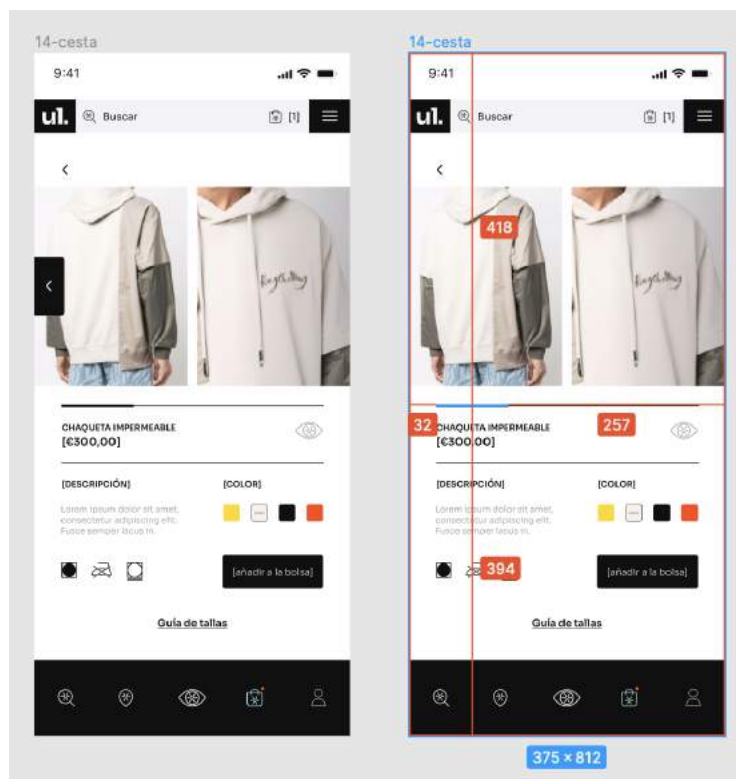 14-cesta
9:41
ul. Buscar [1]
CHAQUETA IMPERMEABLE
[€300,00]
[DESCRIPCIÓN] [COLOR]
Lorem ipsum dolor sit amet,
consectetur adipiscing elit.
Fusce semper lacus in.
[añadir a la bolsa]
Guía de tallas
14-cesta
9:41
ul. Buscar [1]
418
32
CHAQUETA IMPERMEABLE
257
[€300,00]
[DESCRIPCIÓN] [COLOR]
Lorem ipsum dolor sit amet,
consectetur adipiscing elit.
Fusce semper lacus in.
394
[añadir a la bolsa]
Guía de tallas
375 × 812